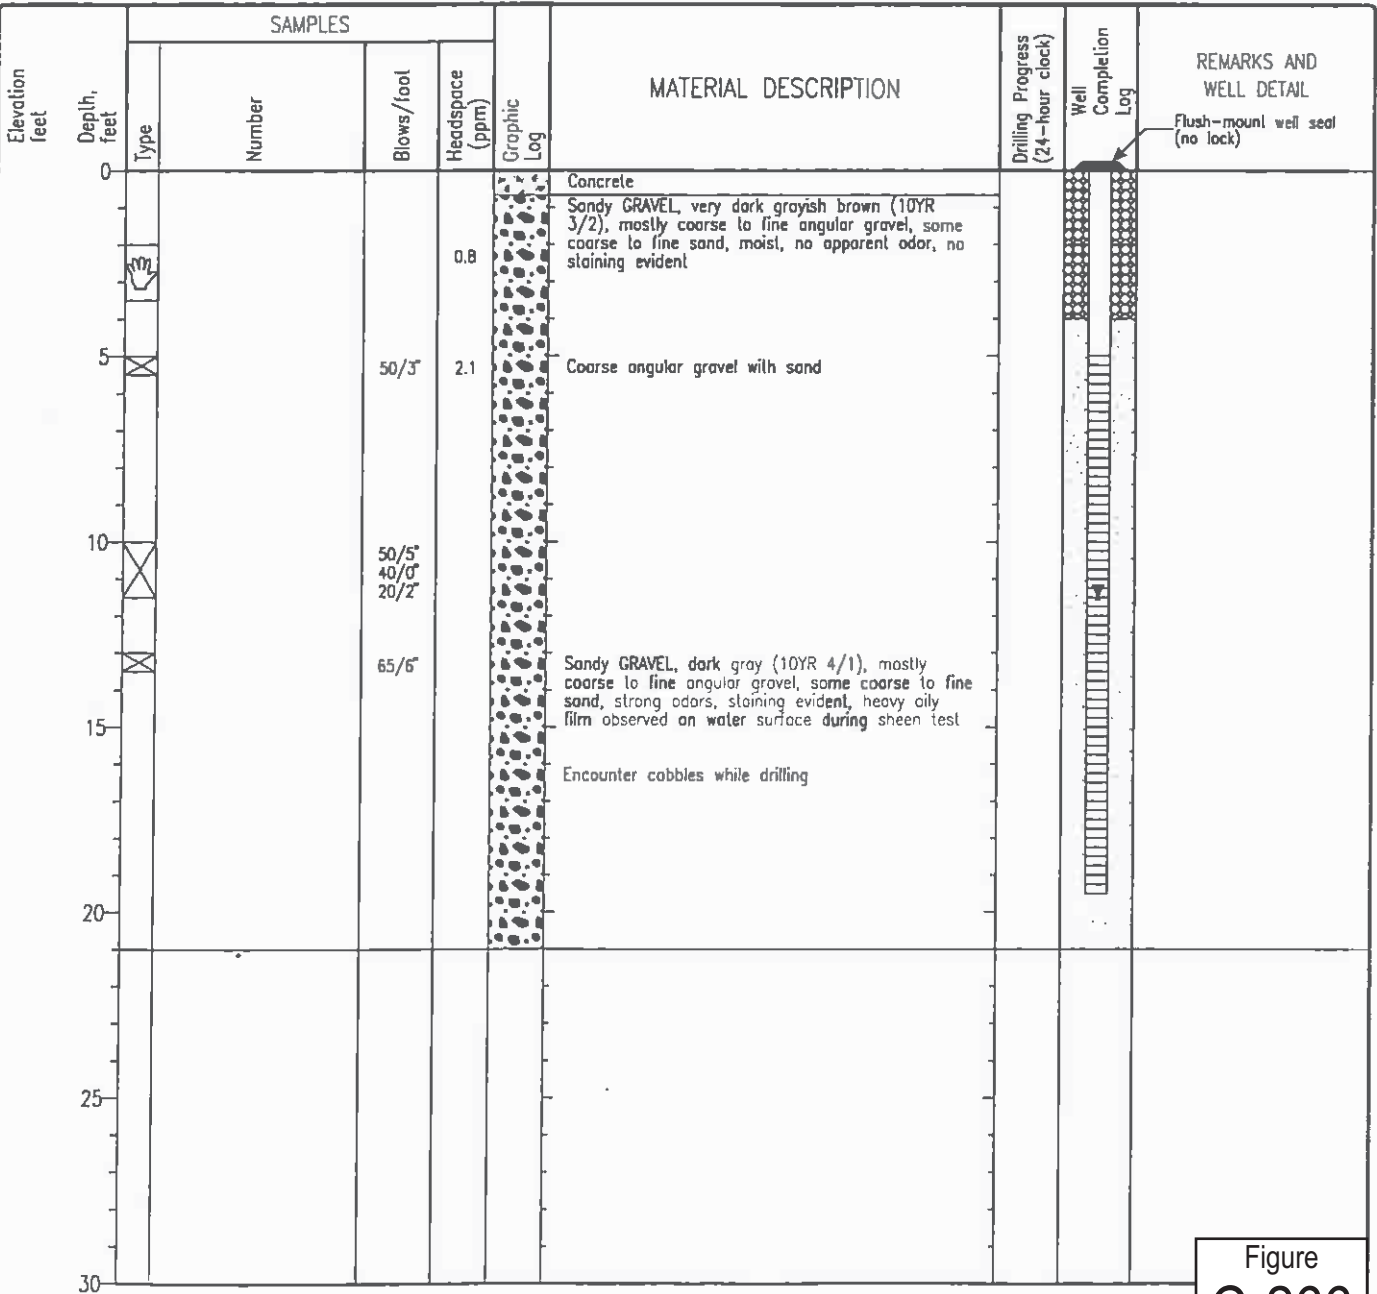 SAMPLES
Elevation
feet
Depth,
feet
Type
Number
Blows/foot
Headspace
(ppm)
Graphic
Log
MATERIAL DESCRIPTION
Drilling Progress
(24-hour clock)
Well
Completion
Log
REMARKS AND
WELL DETAIL
Flush-mount well seal
(no lock)
0
Concrete
Sandy GRAVEL, very dark grayish brown (10YR
3/2), mostly coarse to fine angular gravel, some
coarse to fine sand, moist, no apparent odor, no
staining evident
0.8
5
50/3"
2.1
Coarse angular gravel with sand
10
50/5"
40/0"
20/2"
65/6"
Sandy GRAVEL, dark gray (10YR 4/1), mostly
coarse to fine angular gravel, some coarse to fine
sand, strong odors, staining evident, heavy oily
film observed on water surface during sheen test
15
Encounter cobbles while drilling
20
25
30
Figure